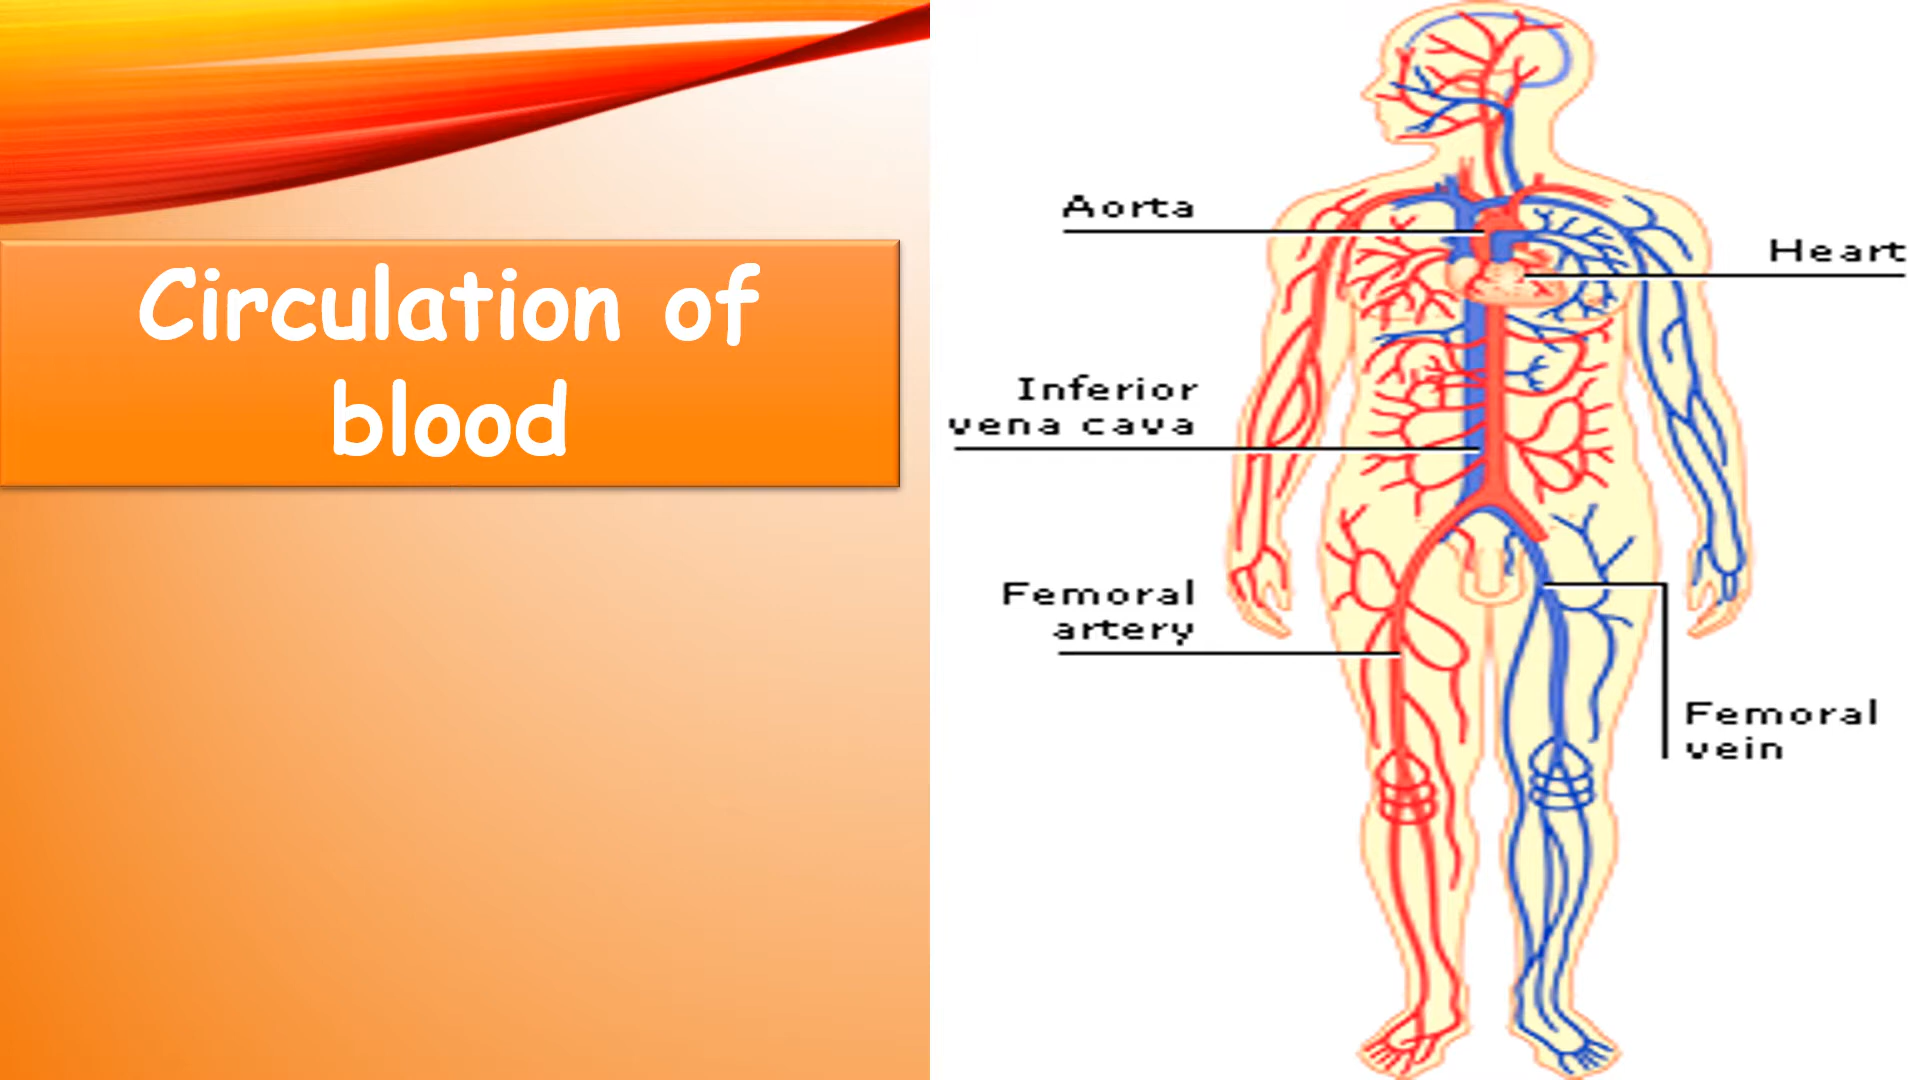 Circulation of
blood
Aorta
Heart
Inferior
vena cava
Femoral
artery
Femoral
vein